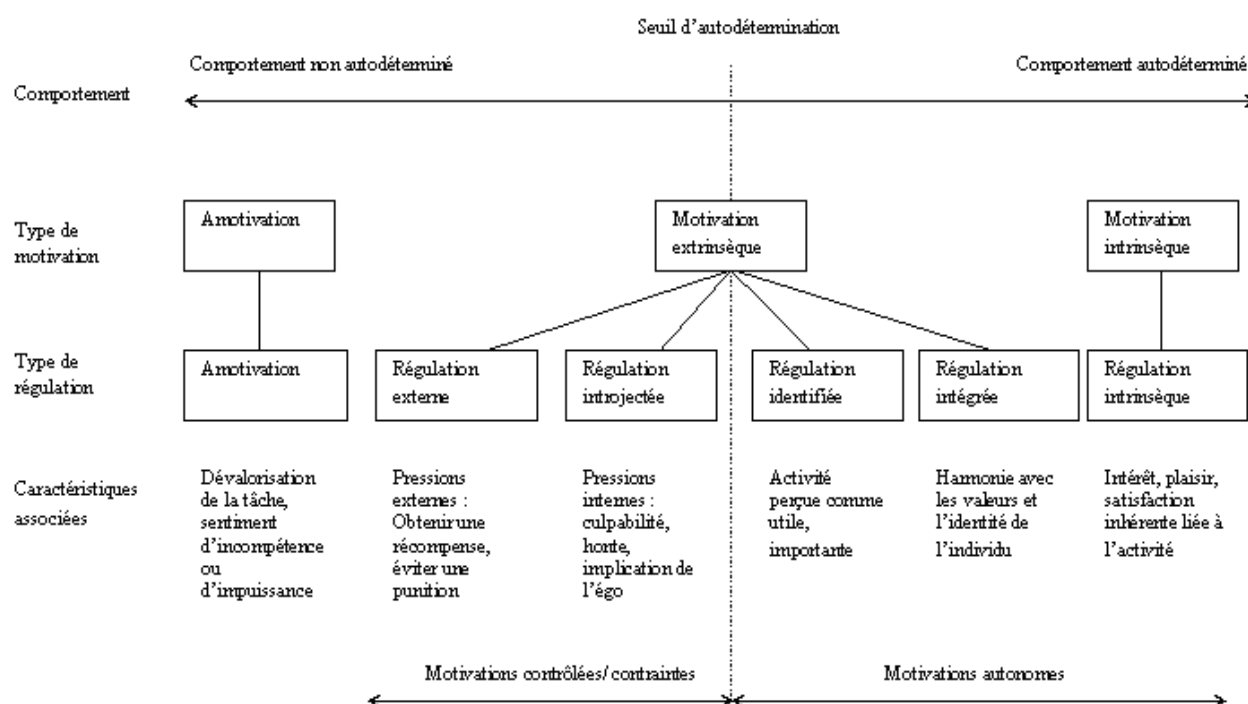 Seuil d'autodétermination
Comportement non autodéterminé
Comportement autodéterminé
Comportement
Type de
motivation
Amotivation
Motivation
extrinsèque
Motivation
intrinsèque
Type de
régulation
Amotivation
Régulation
externe
Régulation
introjectée
Régulation
identifiée
Régulation
intégrée
Régulation
intrinsèque
Caractéristiques
associées
Dévalorisation
de la tâche,
sentiment
d'incompétence
ou
d'impuissance
Pressions
externes :
Obtenir une
récompense,
éviter une
punition
Pressions
internes :
culpabilité,
honte,
implication de
l'égo
Activité
perçue comme
utile,
importante
Harmonie avec
les valeurs et
l'identité de
l'individu
Intérêt, plaisir,
satisfaction
inhérente liée à
l'activité
Motivations contrôlées/ contraintes
Motivations autonomes